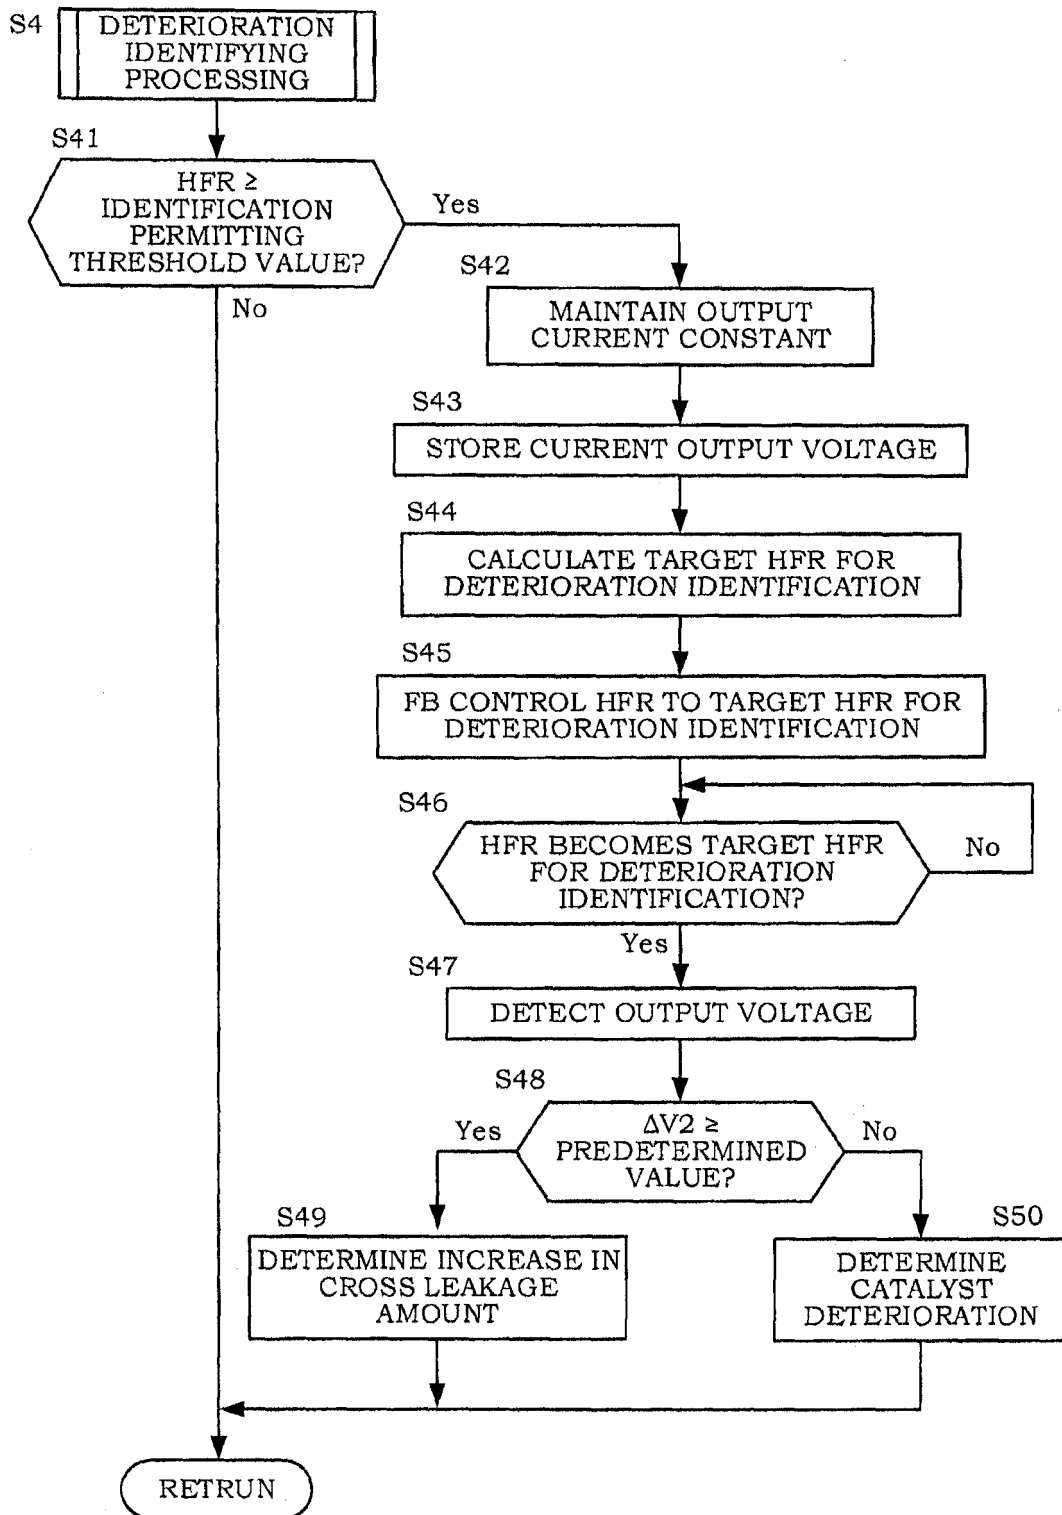 S4
DETERIORATION
IDENTIFYING
PROCESSING
S41
HFR ≥
IDENTIFICATION
PERMITTING
THRESHOLD VALUE?
Yes
No
S42
MAINTAIN OUTPUT
CURRENT CONSTANT
S43
STORE CURRENT OUTPUT VOLTAGE
S44
CALCULATE TARGET HFR FOR
DETERIORATION IDENTIFICATION
S45
FB CONTROL HFR TO TARGET HFR FOR
DETERIORATION IDENTIFICATION
S46
HFR BECOMES TARGET HFR
FOR DETERIORATION
IDENTIFICATION?
No
Yes
S47
DETECT OUTPUT VOLTAGE
S48
ΔV2 ≥
PREDETERMINED
VALUE?
Yes
No
S49
DETERMINE INCREASE IN
CROSS LEAKAGE
AMOUNT
S50
DETERMINE
CATALYST
DETERIORATION
RETRUN